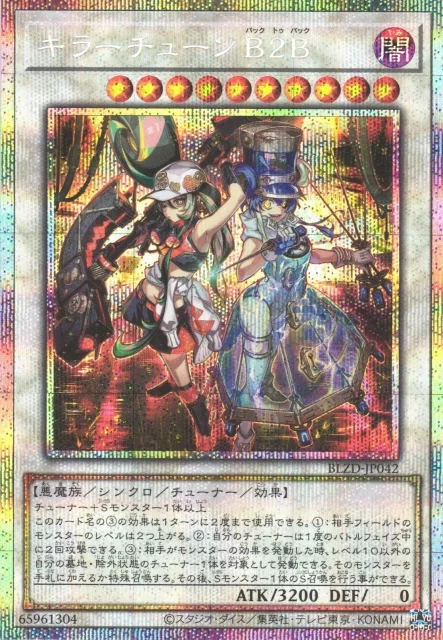 バック トゥ バック
キラーチューンB2B
やみ
闇
BLZD-JP042
【悪魔族／シンクロ／チューナー／効果】
チューナー＋Sモンスター1体以上
このカード名の③の効果は1ターンに2度まで使用できる。①：相手フィールドの
モンスターのレベルは2つ上がる。②：自分のチューナーは1度のバトルフェイズ中
に2回攻撃できる。③：相手がモンスターの効果を発動した時、レベル10以外の
自分の墓地・除外状態のチューナー1体を対象として発動できる。そのモンスターを
手札に加えるか特殊召喚する。その後、Sモンスター1体のS召喚を行う事ができる。
ATK/3200 DEF/ 0
65961304
©スタジオ・ダイス／集英社・テレビ東京・KONAMI